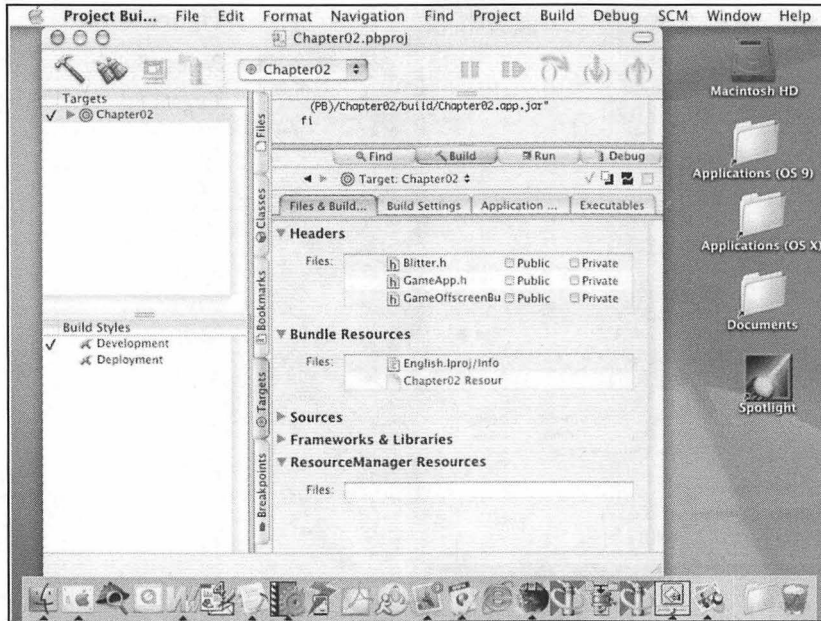 Project Bui... File Edit Format Navigation Find Project Build Debug SCM Window Help
Chapter02.pbproj
Chapter02
Targets
Chapter02
Build Styles
Development
Deployment
Files
Classes
Bookmarks
Targets
Breakpoints
(PB)/Chapter02/build/Chapter02.app.jar"
fi
Find Build Run Debug
Target: Chapter02
Files & Build... Build Settings Application ... Executables
Headers
Files:
Blitter.h Public Private
GameApp.h Public Private
GameOffscreenBu Public Private
Bundle Resources
Files:
English.lproj/Info
Chapter02 Resour
Sources
Frameworks & Libraries
ResourceManager Resources
Files:
Macintosh HD
Applications (OS 9)
Applications (OS X)
Documents
Spotlight